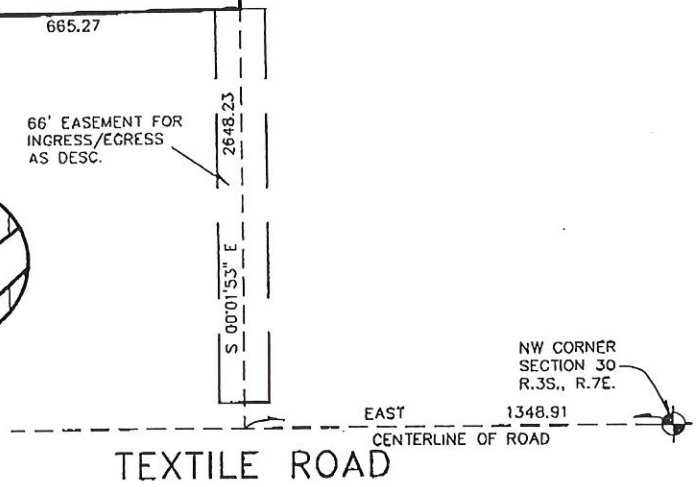 665.27
66' EASEMENT FOR
INGRESS/EGRESS
AS DESC.
2648.23
S 00°01'53" E
NW CORNER
SECTION 30
R.3S., R.7E.
EAST 1348.91
CENTERLINE OF ROAD
TEXTILE ROAD